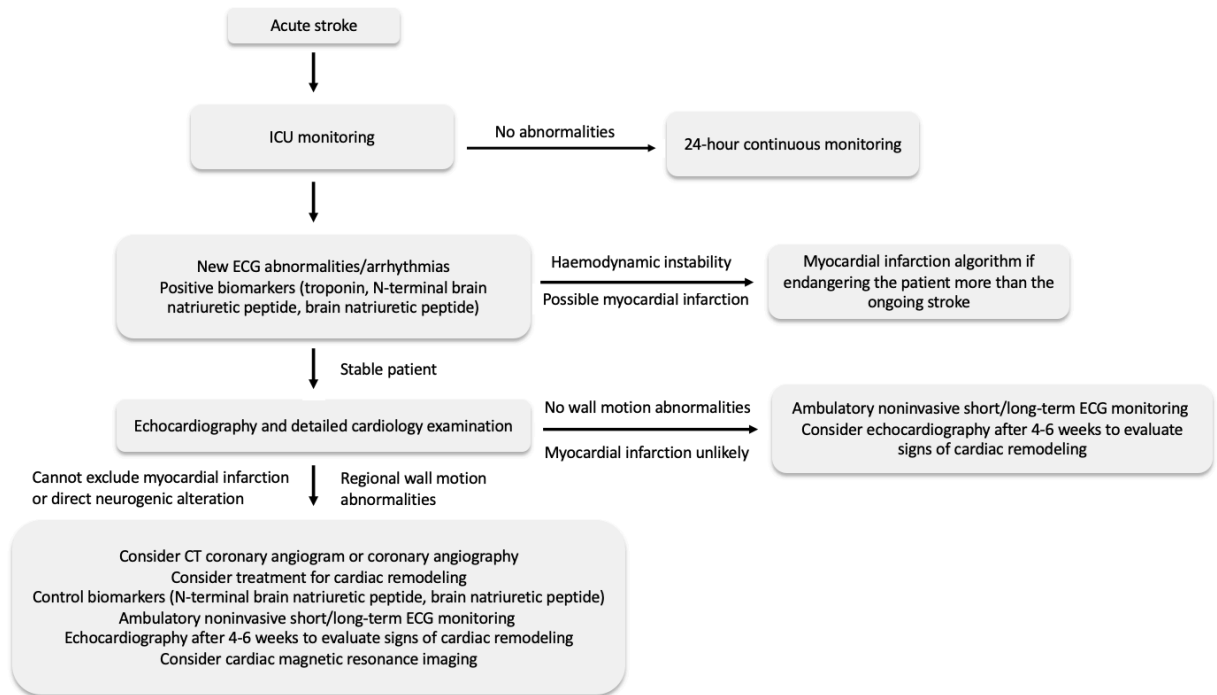 Acute stroke
ICU monitoring
No abnormalities
24-hour continuous monitoring
New ECG abnormalities/arrhythmias
Positive biomarkers (troponin, N-terminal brain
natriuretic peptide, brain natriuretic peptide)
Haemodynamic instability
Possible myocardial infarction
Myocardial infarction algorithm if
endangering the patient more than the
ongoing stroke
Stable patient
Echocardiography and detailed cardiology examination
No wall motion abnormalities
Myocardial infarction unlikely
Ambulatory noninvasive short/long-term ECG monitoring
Consider echocardiography after 4-6 weeks to evaluate
signs of cardiac remodeling
Cannot exclude myocardial infarction
or direct neurogenic alteration
Regional wall motion
abnormalities
Consider CT coronary angiogram or coronary angiography
Consider treatment for cardiac remodeling
Control biomarkers (N-terminal brain natriuretic peptide, brain natriuretic peptide)
Ambulatory noninvasive short/long-term ECG monitoring
Echocardiography after 4-6 weeks to evaluate signs of cardiac remodeling
Consider cardiac magnetic resonance imaging